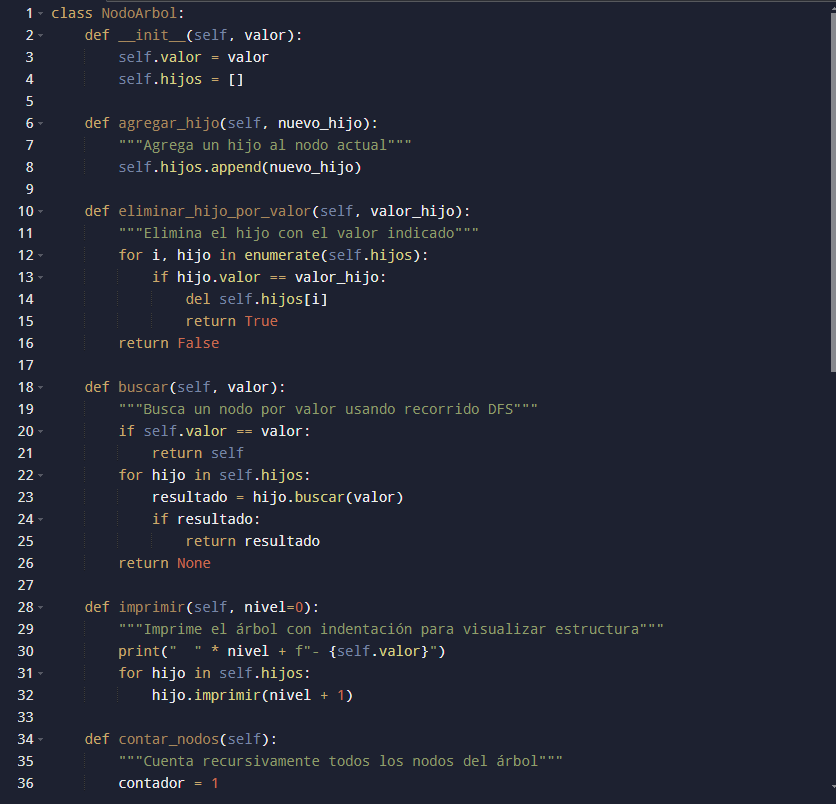 1 class NodoArbol:
2     def __init__(self, valor):
3         self.valor = valor
4         self.hijos = []
5
6     def agregar_hijo(self, nuevo_hijo):
7         """Agrega un hijo al nodo actual"""
8         self.hijos.append(nuevo_hijo)
9
10     def eliminar_hijo_por_valor(self, valor_hijo):
11         """Elimina el hijo con el valor indicado"""
12         for i, hijo in enumerate(self.hijos):
13             if hijo.valor == valor_hijo:
14                 del self.hijos[i]
15                 return True
16         return False
17
18     def buscar(self, valor):
19         """Busca un nodo por valor usando recorrido DFS"""
20         if self.valor == valor:
21             return self
22         for hijo in self.hijos:
23             resultado = hijo.buscar(valor)
24             if resultado:
25                 return resultado
26         return None
27
28     def imprimir(self, nivel=0):
29         """Imprime el árbol con indentación para visualizar estructura"""
30         print("  " * nivel + f"- {self.valor}")
31         for hijo in self.hijos:
32             hijo.imprimir(nivel + 1)
33
34     def contar_nodos(self):
35         """Cuenta recursivamente todos los nodos del árbol"""
36         contador = 1